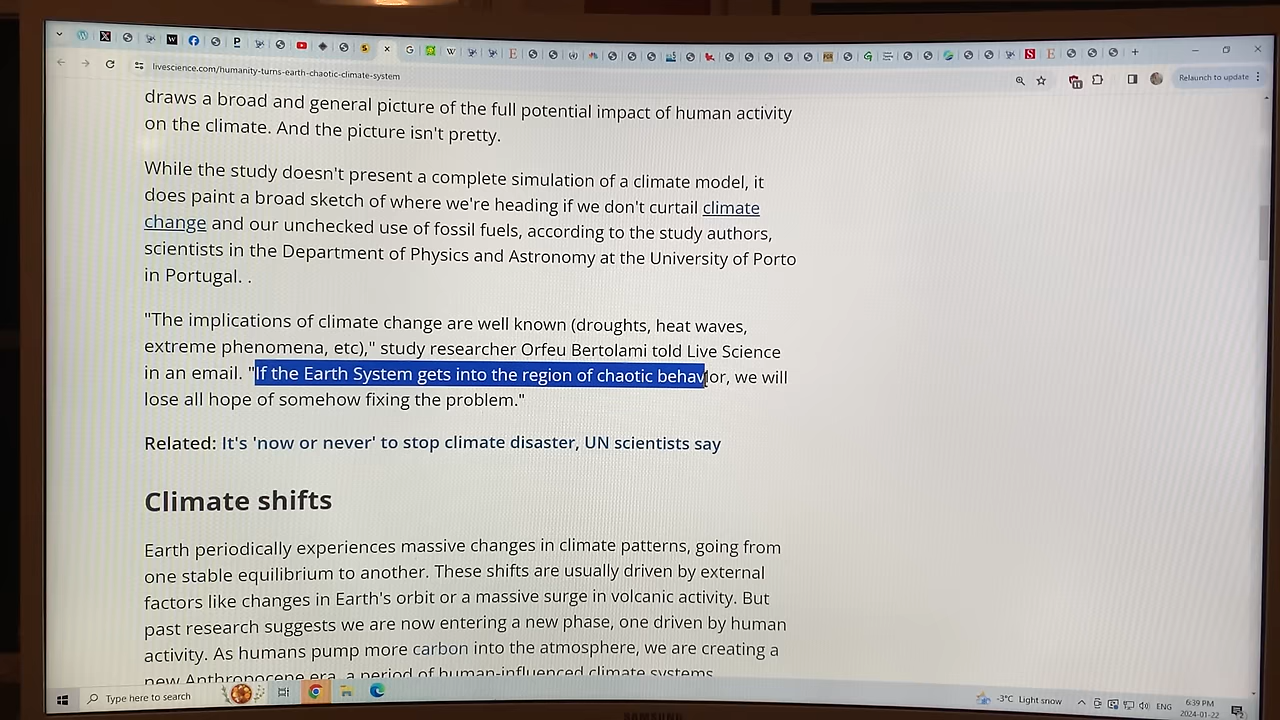 livescience.com/humanity-turns-earth-chaotic-climate-system
Relaunch to update
draws a broad and general picture of the full potential impact of human activity
on the climate. And the picture isn't pretty.
While the study doesn't present a complete simulation of a climate model, it
does paint a broad sketch of where we're heading if we don't curtail climate
change and our unchecked use of fossil fuels, according to the study authors,
scientists in the Department of Physics and Astronomy at the University of Porto
in Portugal. .
"The implications of climate change are well known (droughts, heat waves,
extreme phenomena, etc)," study researcher Orfeu Bertolami told Live Science
in an email. "If the Earth System gets into the region of chaotic behavior, we will
lose all hope of somehow fixing the problem."
Related: It's 'now or never' to stop climate disaster, UN scientists say
Climate shifts
Earth periodically experiences massive changes in climate patterns, going from
one stable equilibrium to another. These shifts are usually driven by external
factors like changes in Earth's orbit or a massive surge in volcanic activity. But
past research suggests we are now entering a new phase, one driven by human
activity. As humans pump more carbon into the atmosphere, we are creating a
new Anthropocene era, a period of human-influenced climate systems
Type here to search
-3°C Light snow
ENG
6:39 PM
2024-01-22
SAMSUNG